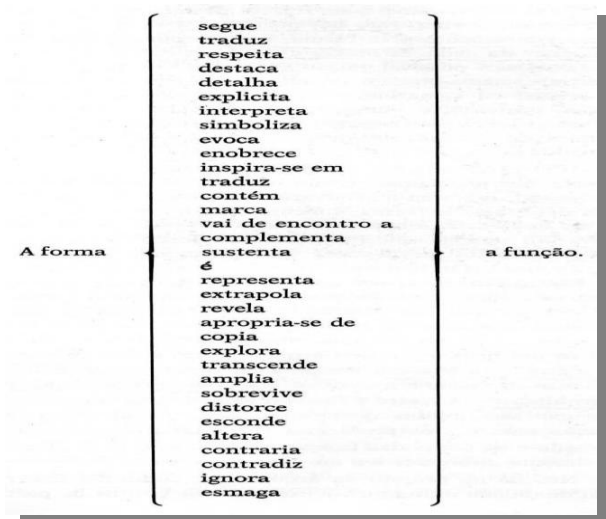 segue
traduz
respeita
destaca
detalha
explicita
interpreta
simboliza
evoca
enobrece
inspira-se em
traduz
contém
marca
vai de encontro a
complementa
A forma sustenta a função.
é
representa
extrapola
revela
apropria-se de
copia
explora
transcende
amplia
sobrevive
distorce
esconde
altera
contraria
contradiz
ignora
esmaga